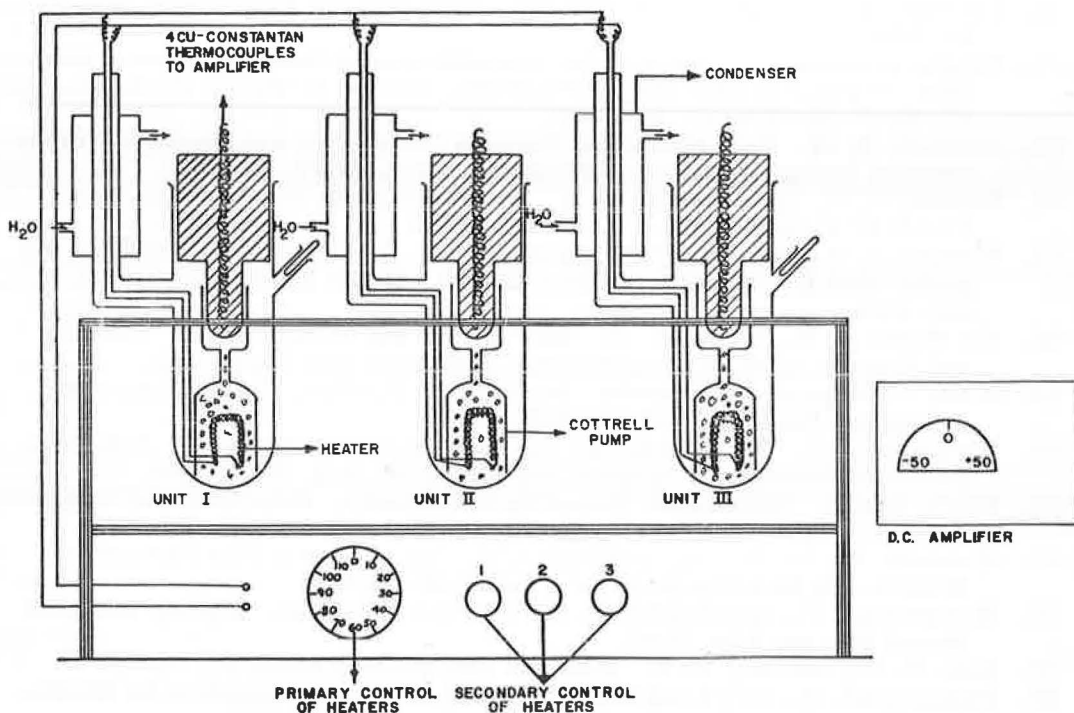 4CU-CONSTANTAN
THERMOCOUPLES
TO AMPLIFIER
CONDENSER
H2O
H2O
H2O
HEATER
COTTRELL
PUMP
UNIT I
UNIT II
UNIT III
-50 0 +50
D.C. AMPLIFIER
0 10 20 30 40 50 60 70 80 90 100 110
1 2 3
PRIMARY CONTROL
OF HEATERS
SECONDARY CONTROL
OF HEATERS